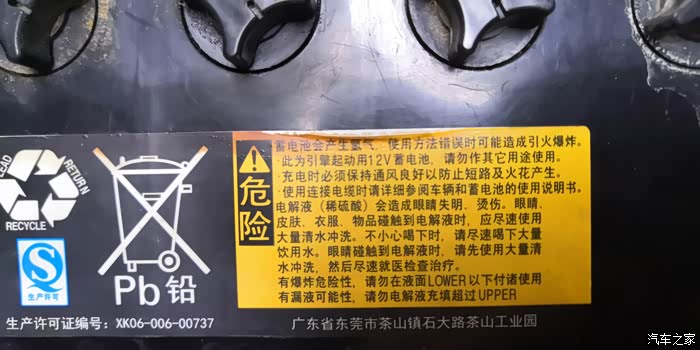 LEAD
RETURN
RECYCLE
生产许可
Pb 铅
生产许可证编号：XK06-006-00737
危险
蓄电池会产生氢气，使用方法错误时可能造成引火爆炸。
·此为引擎起动用12V蓄电池，请勿作其它用途使用。
·充电时必须保持通风良好以防止短路及火花产生。
·使用连接电缆时请详细参阅车辆和蓄电池的使用说明书。
电解液（稀硫酸）会造成眼睛失明、烫伤。眼睛、
皮肤、衣服、物品碰触到电解液时，应尽速使用
大量清水冲洗。不小心喝下时，请尽速喝下大量
饮用水。眼睛碰触到电解液时，请先使用大量清
水冲洗，然后尽速就医检查治疗。
有爆炸危险性，请勿在液面LOWER以下付诸使用
有漏液可能性，请勿电解液充填超过UPPER
广东省东莞市茶山镇石大路茶山工业园
汽车之家